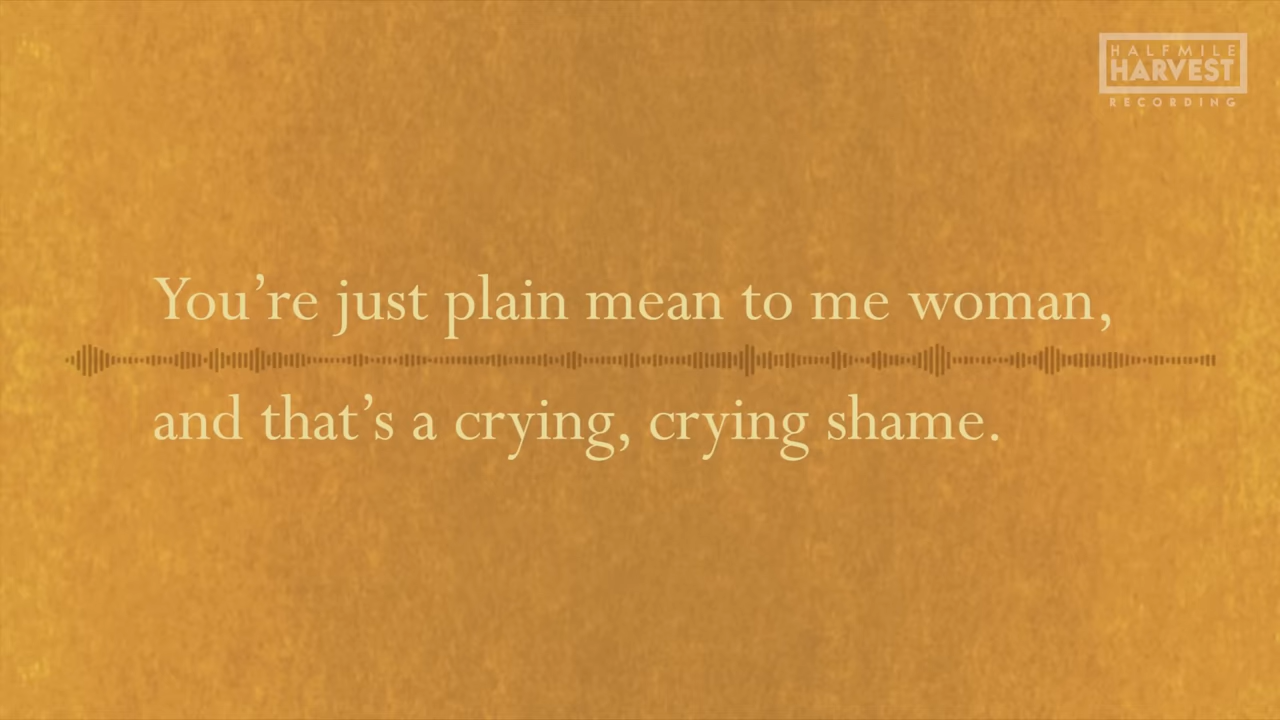 HALFMILE
HARVEST
RECORDING
You’re just plain mean to me woman,
and that’s a crying, crying shame.